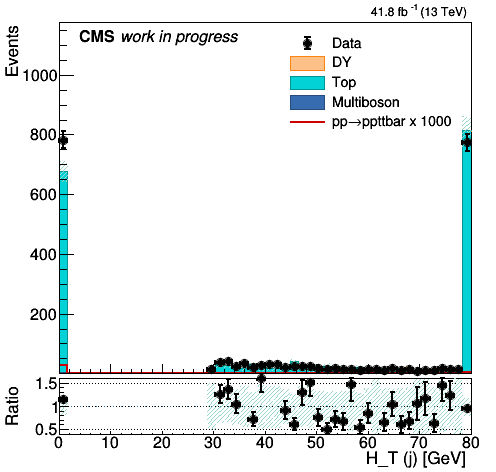 41.8 fb⁻¹ (13 TeV)
CMS work in progress
Events
Data
DY
Top
Multiboson
pp→ppttbar x 1000
1000
800
600
400
200
Ratio
1.5
1
0.5
0 10 20 30 40 50 60 70 80
H_T (j) [GeV]